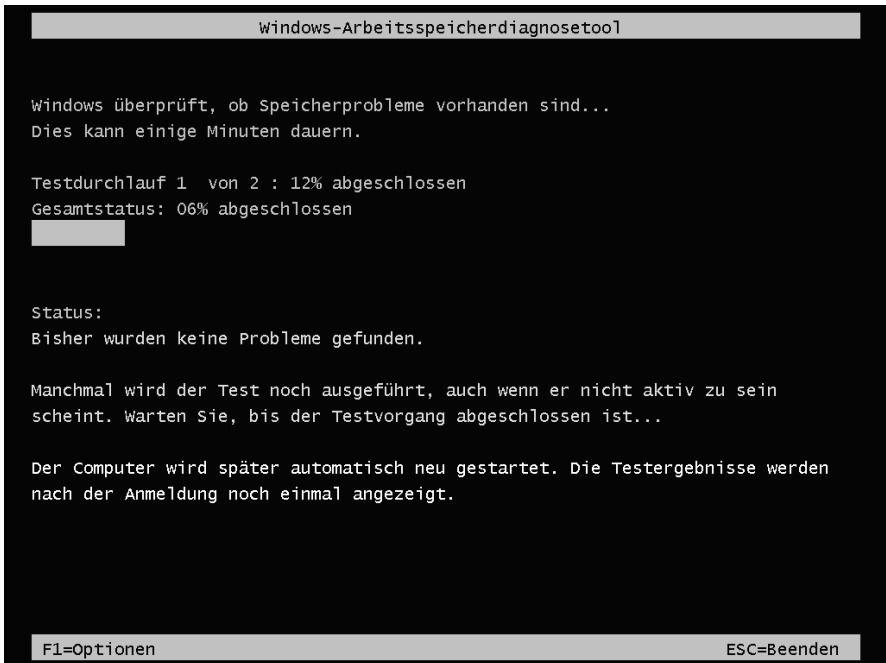 Windows-Arbeitsspeicherdiagnosetool
Windows überprüft, ob Speicherprobleme vorhanden sind...
Dies kann einige Minuten dauern.
Testdurchlauf 1  von 2 : 12% abgeschlossen
Gesamtstatus: 06% abgeschlossen
Status:
Bisher wurden keine Probleme gefunden.
Manchmal wird der Test noch ausgeführt, auch wenn er nicht aktiv zu sein
scheint. Warten Sie, bis der Testvorgang abgeschlossen ist...
Der Computer wird später automatisch neu gestartet. Die Testergebnisse werden
nach der Anmeldung noch einmal angezeigt.
F1=Optionen ESC=Beenden